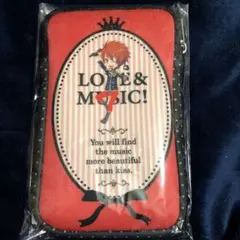 LOVE &
MUSIC!
You will find
the music
more beautiful
than kiss.